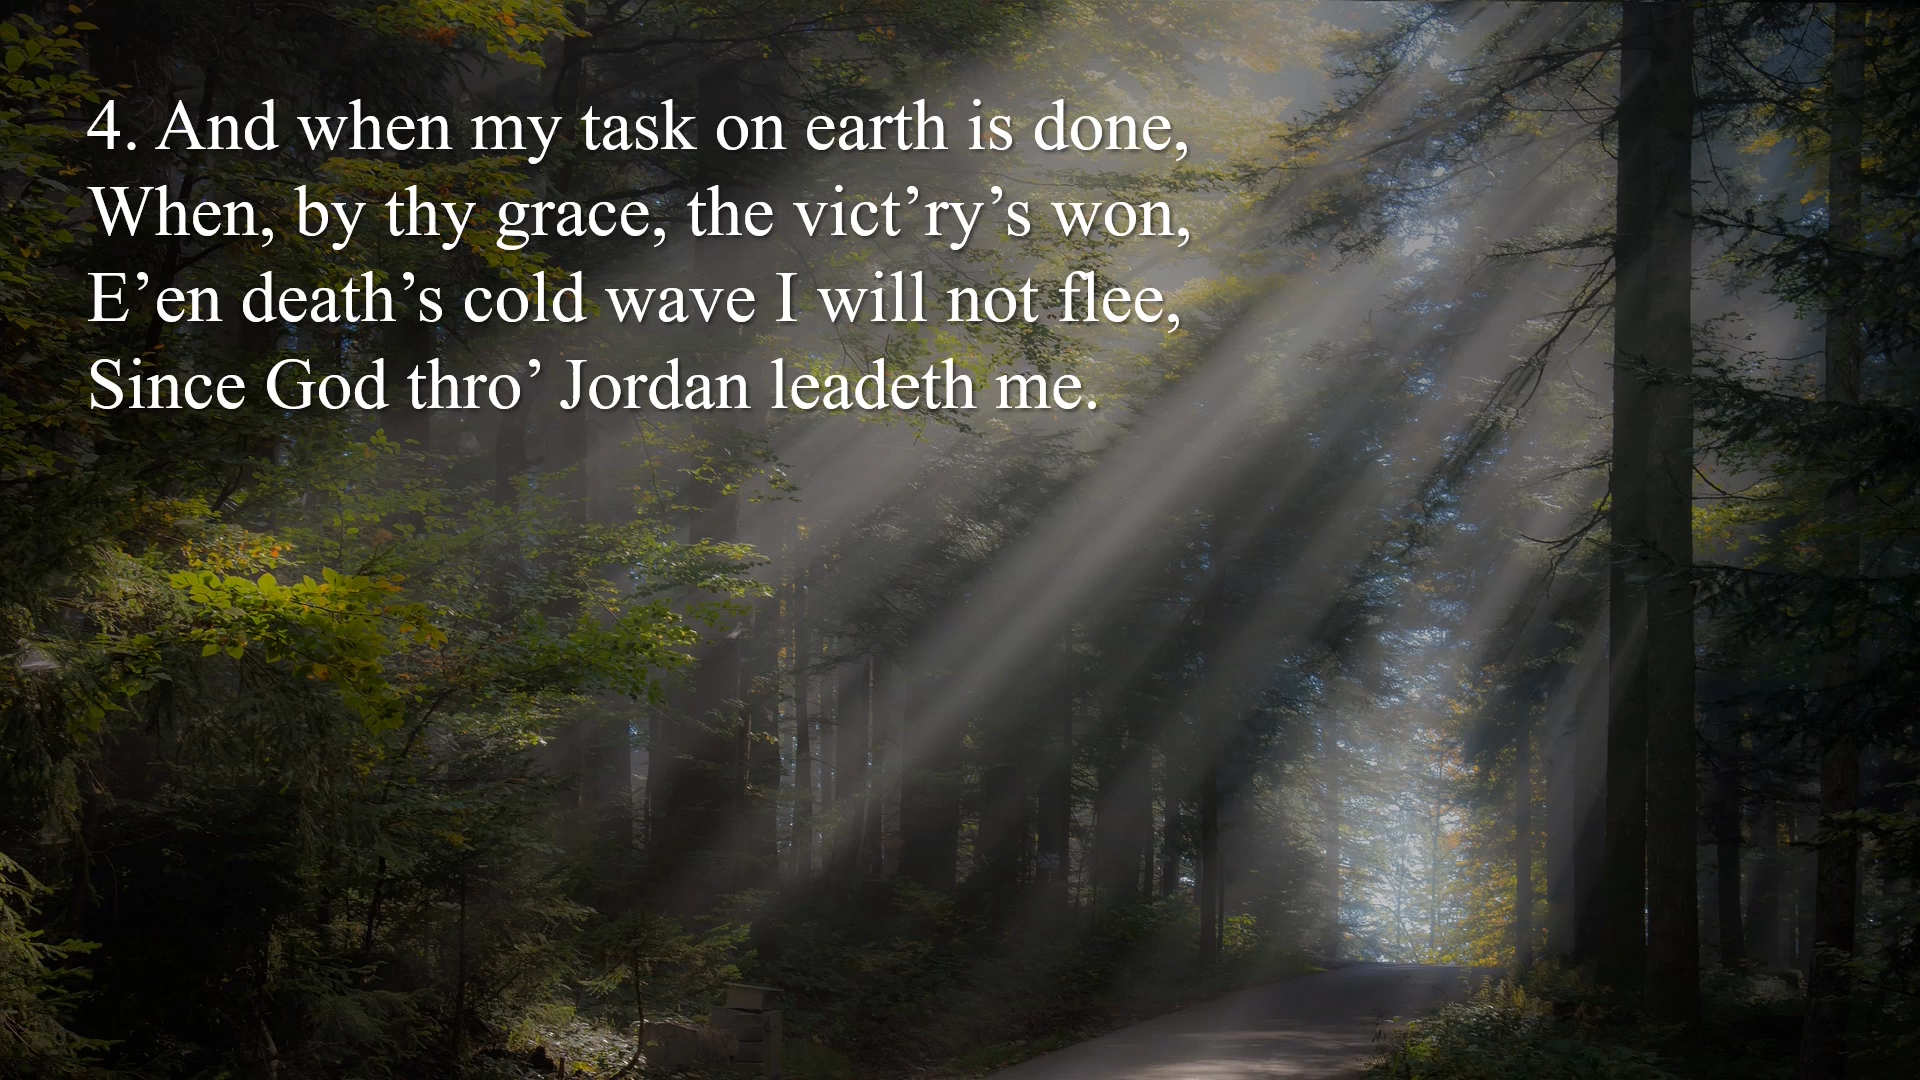 4. And when my task on earth is done,
When, by thy grace, the vict’ry’s won,
E’en death’s cold wave I will not flee,
Since God thro’ Jordan leadeth me.